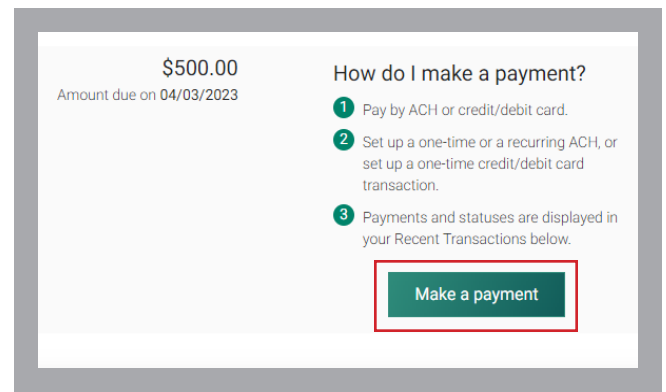 $500.00
Amount due on 04/03/2023
How do I make a payment?
1 Pay by ACH or credit/debit card.
2 Set up a one-time or a recurring ACH, or
set up a one-time credit/debit card
transaction.
3 Payments and statuses are displayed in
your Recent Transactions below.
Make a payment